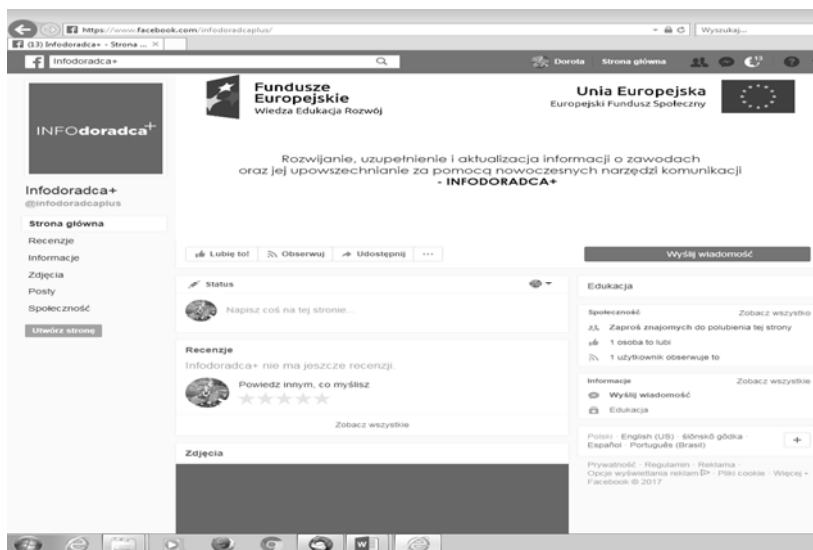 https://www.facebook.com/infodoradcaplus/
Wyszukaj...
(13) Infodoradca+ - Strona ...
Infodoradca+
Dorota
Strona główna
13
Fundusze
Europejskie
Wiedza Edukacja Rozwój
Unia Europejska
Europejski Fundusz Społeczny
INFOdoradca+
Rozwijanie, uzupełnienie i aktualizacja informacji o zawodach
oraz jej upowszechnianie za pomocą nowoczesnych narzędzi komunikacji
- INFODORADCA+
Infodoradca+
@infodoradcaplus
Strona główna
Recenzje
Informacje
Zdjęcia
Posty
Społeczność
Utwórz stronę
Lubię to!
Obserwuj
Udostępnij
...
Wyślij wiadomość
Status
Napisz coś na tej stronie...
Recenzje
Infodoradca+ nie ma jeszcze recenzji.
Powiedz innym, co myślisz
Zobacz wszystkie
Zdjęcia
Edukacja
Społeczność
Zobacz wszystko
Zaproś znajomych do polubienia tej strony
1 osoba to lubi
1 użytkownik obserwuje to
Informacje
Zobacz wszystkie
Wyślij wiadomość
Edukacja
Polski · English (US) · ślōnskŏ gŏdka ·
Español · Português (Brasil)
+
Prywatność · Regulamin · Reklama ·
Opcje wyświetlania reklam · Pliki cookie · Więcej
Facebook © 2017